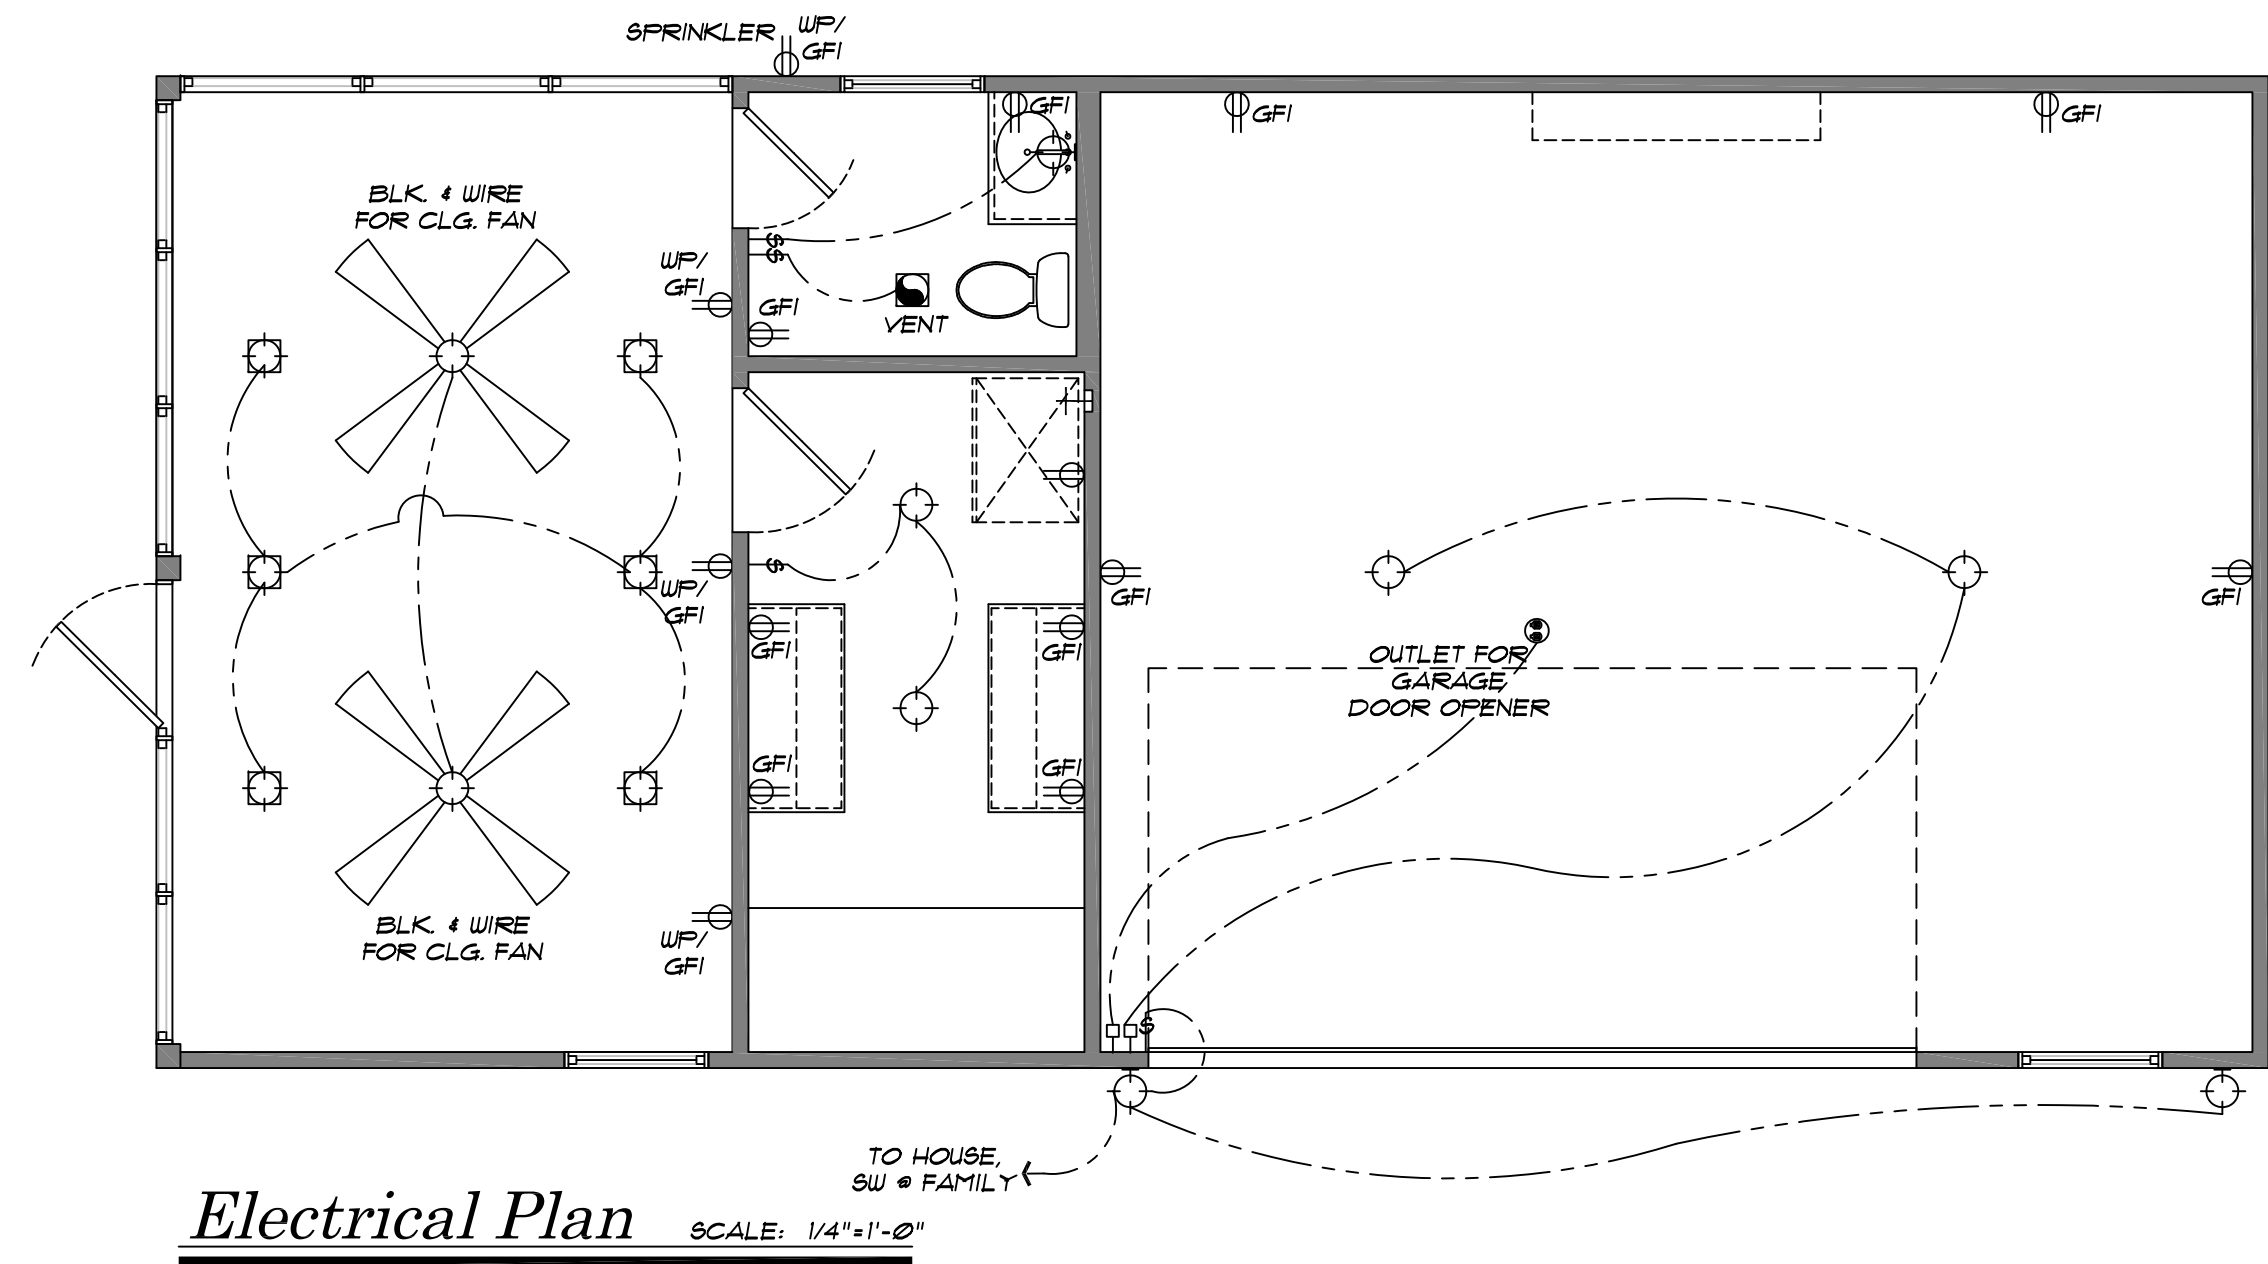 SPRINKLER
WP/
GFI
GFI
GFI
GFI
BLK. & WIRE
FOR CLG. FAN
WP/
GFI
$
$
GFI
VENT
$
WP/
GFI
GFI
GFI
GFI
GFI
OUTLET FOR
GARAGE
DOOR OPENER
GFI
GFI
BLK. & WIRE
FOR CLG. FAN
WP/
GFI
$
TO HOUSE,
SW @ FAMILY
Electrical Plan
SCALE: 1/4"=1'-0"